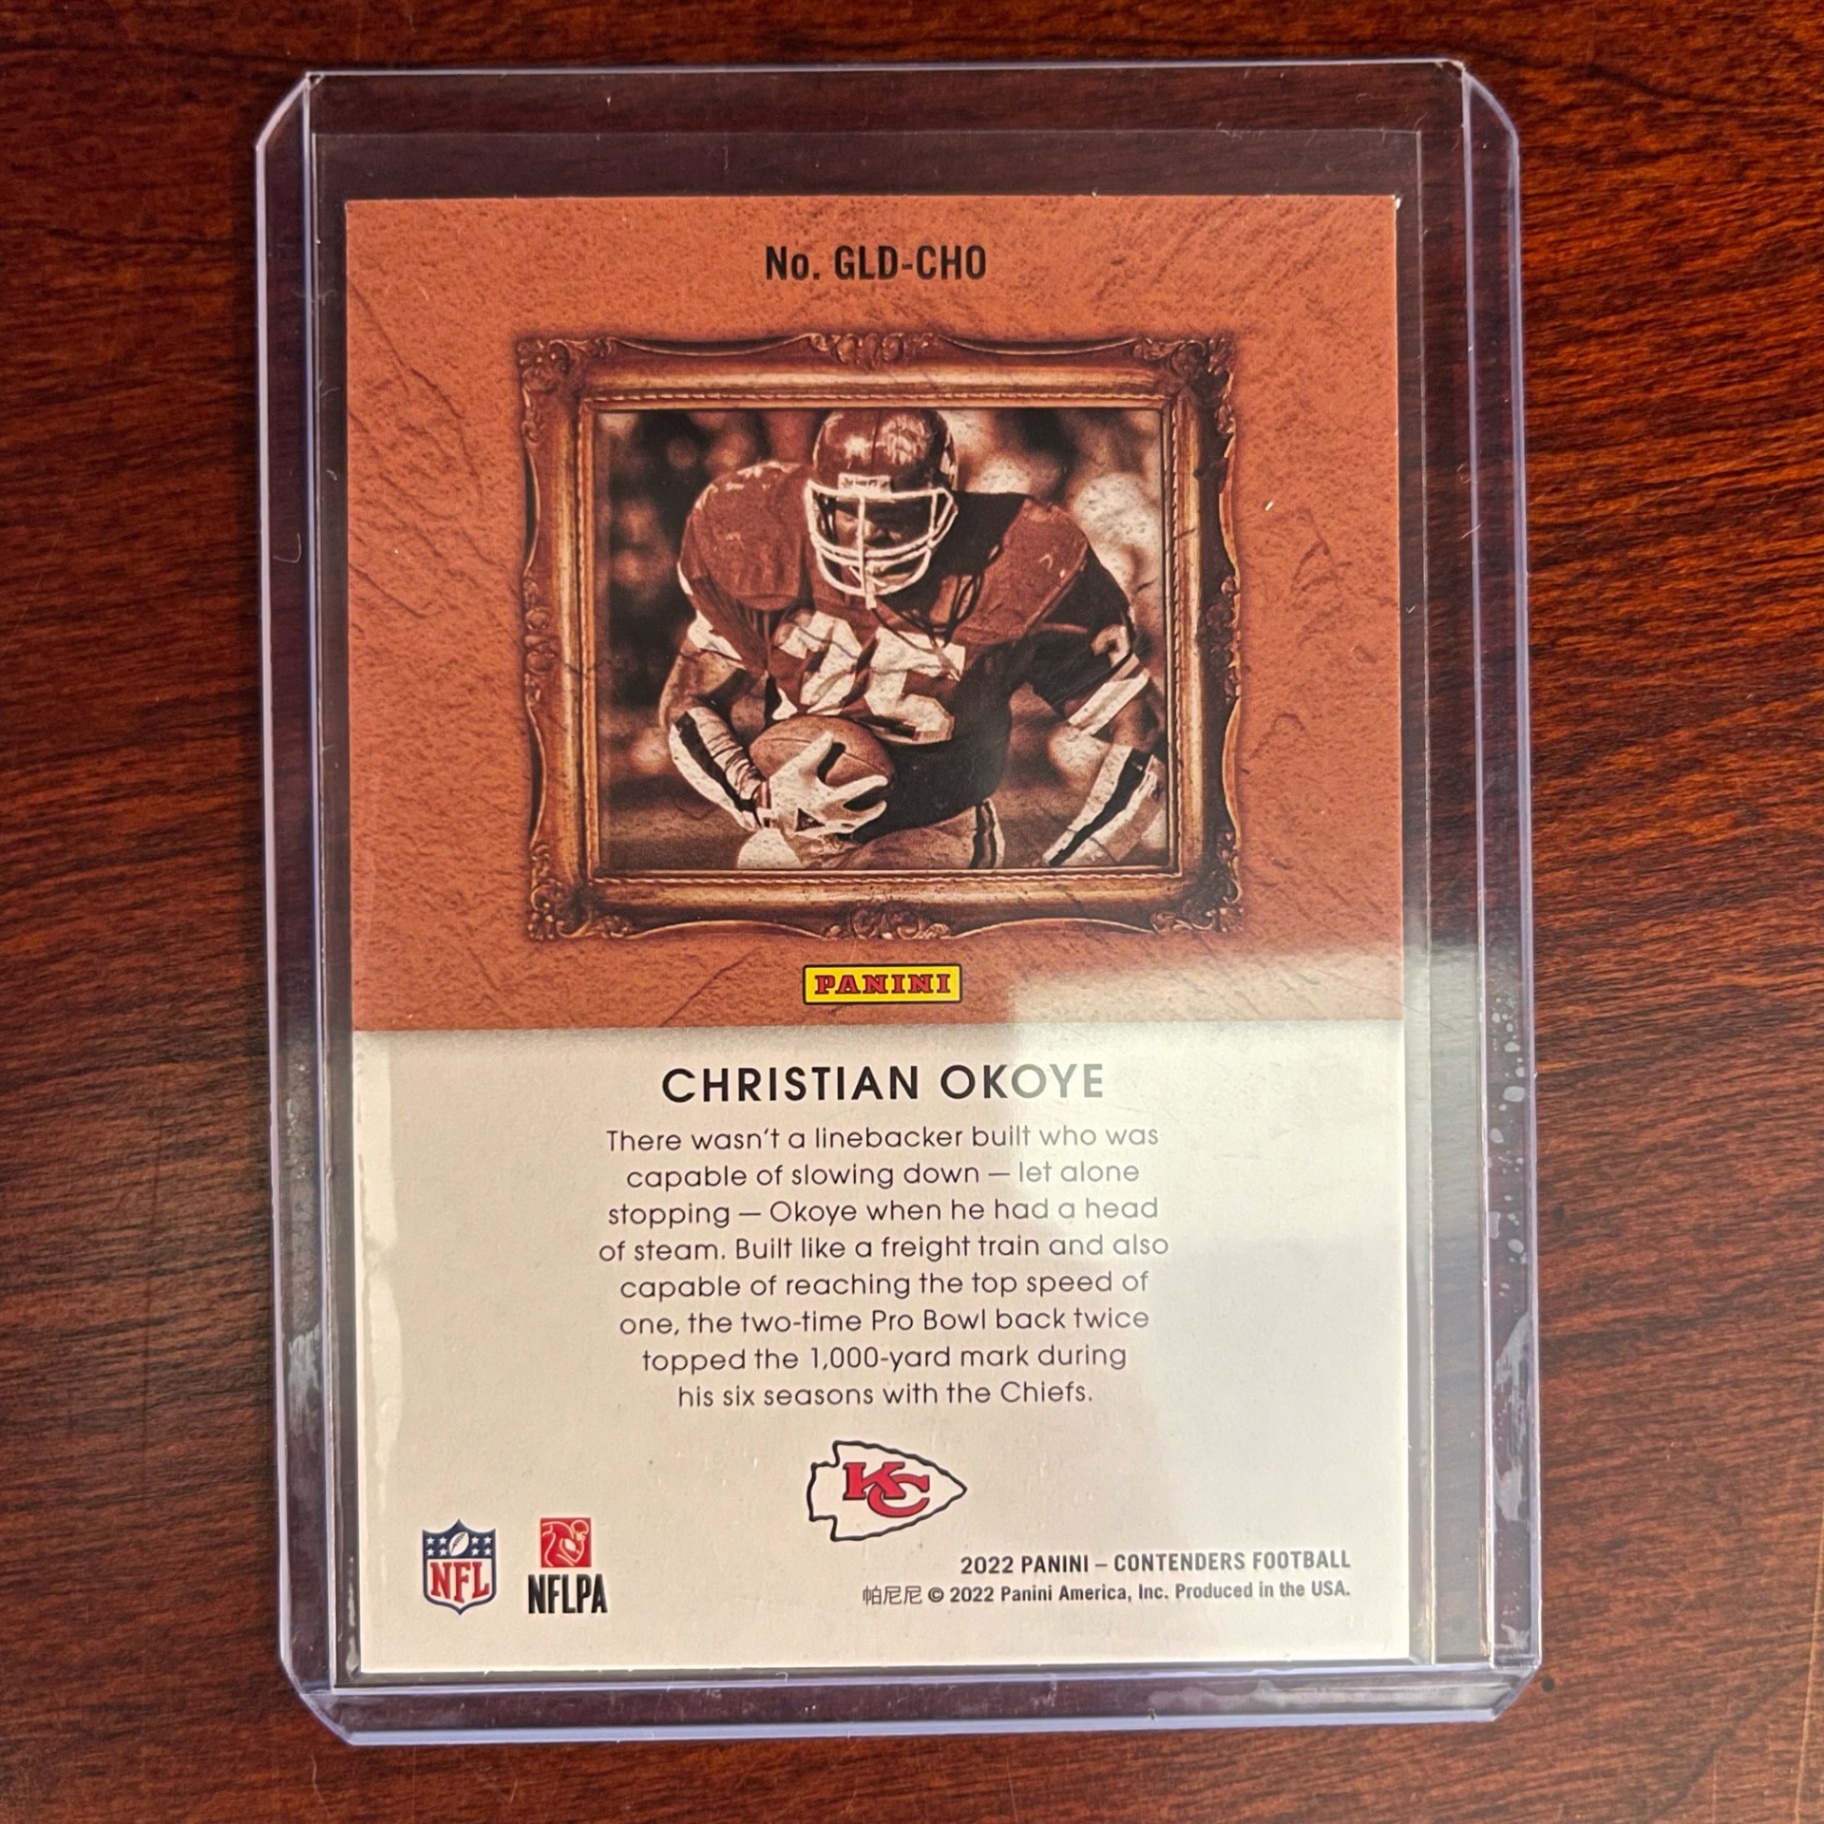 No. GLD-CHO
35
PANINI
CHRISTIAN OKOYE
There wasn't a linebacker built who was
capable of slowing down — let alone
stopping — Okoye when he had a head
of steam. Built like a freight train and also
capable of reaching the top speed of
one, the two-time Pro Bowl back twice
topped the 1,000-yard mark during
his six seasons with the Chiefs.
KC
NFL
NFLPA
2022 PANINI – CONTENDERS FOOTBALL
帕尼尼 © 2022 Panini America, Inc. Produced in the USA.